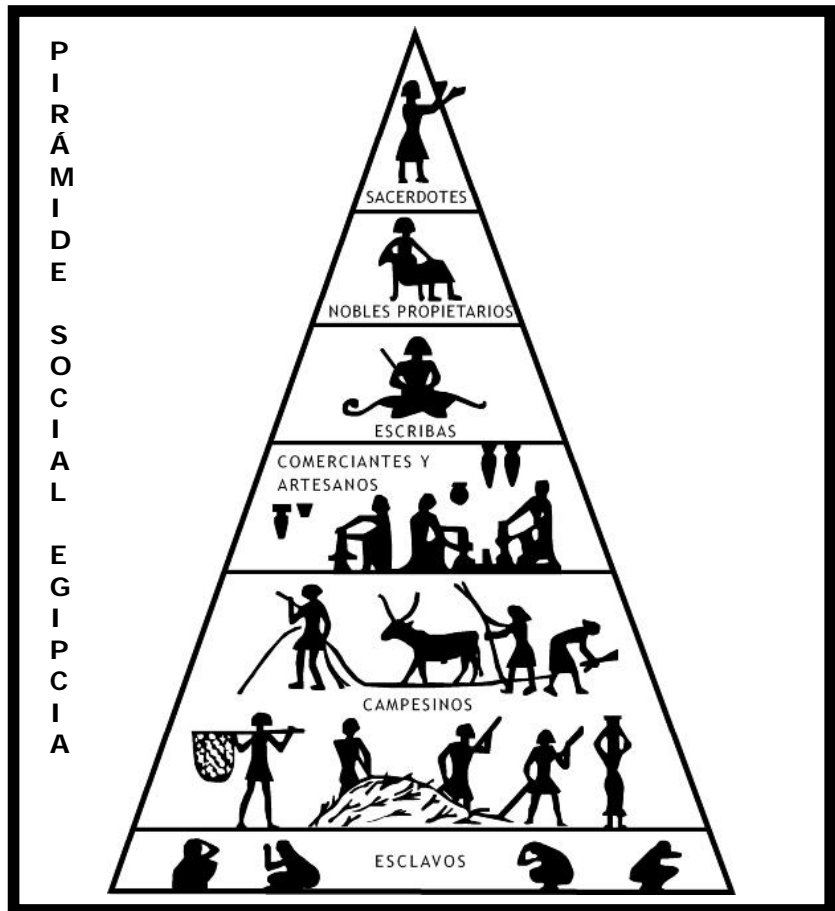 PIRÁMIDE SOCIAL EGIPCIA
SACERDOTES
NOBLES PROPIETARIOS
ESCRIBAS
COMERCIANTES Y
ARTESANOS
CAMPESINOS
ESCLAVOS